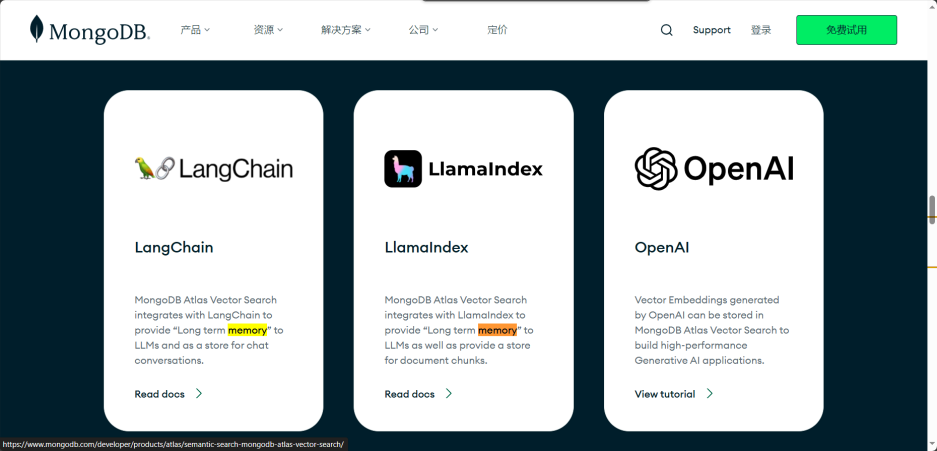 MongoDB®
产品
资源
解决方案
公司
定价
Support
登录
免费试用
LangChain
LlamaIndex
OpenAI
LangChain
MongoDB Atlas Vector Search
integrates with LangChain to
provide “Long term memory” to
LLMs and as a store for chat
conversations.
Read docs
LlamaIndex
MongoDB Atlas Vector Search
integrates with LlamaIndex to
provide “Long term memory” to
LLMs as well as provide a store
for document chunks.
Read docs
OpenAI
Vector Embeddings generated
by OpenAI can be stored in
MongoDB Atlas Vector Search to
build high-performance
Generative AI applications.
View tutorial
https://www.mongodb.com/developer/products/atlas/semantic-search-mongodb-atlas-vector-search/